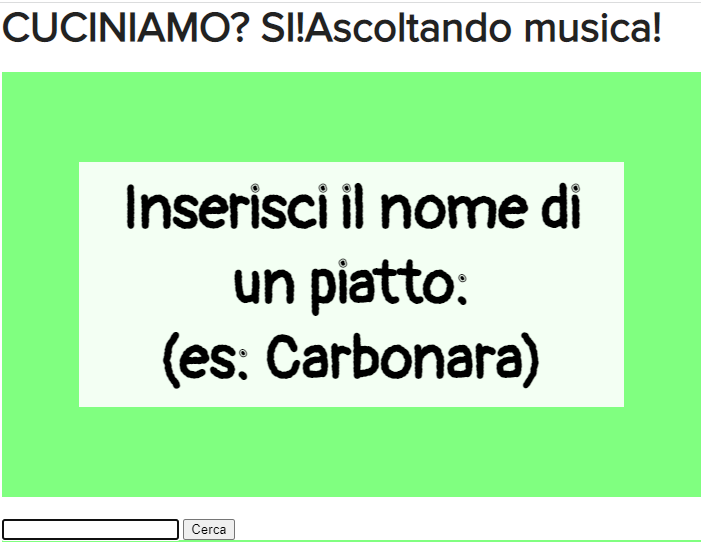 CUCINIAMO? SI!Ascoltando musica!
Inserisci il nome di
un piatto:
(es: Carbonara)
Cerca